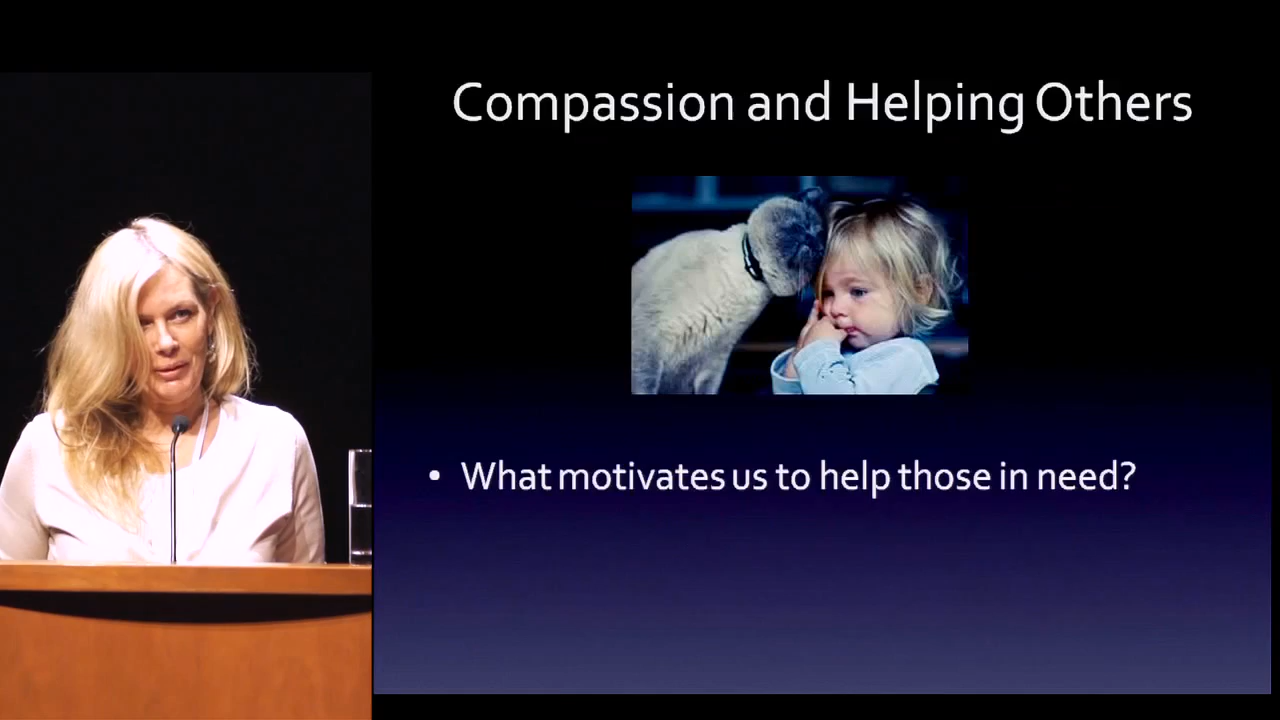 Compassion and Helping Others
• What motivates us to help those in need?